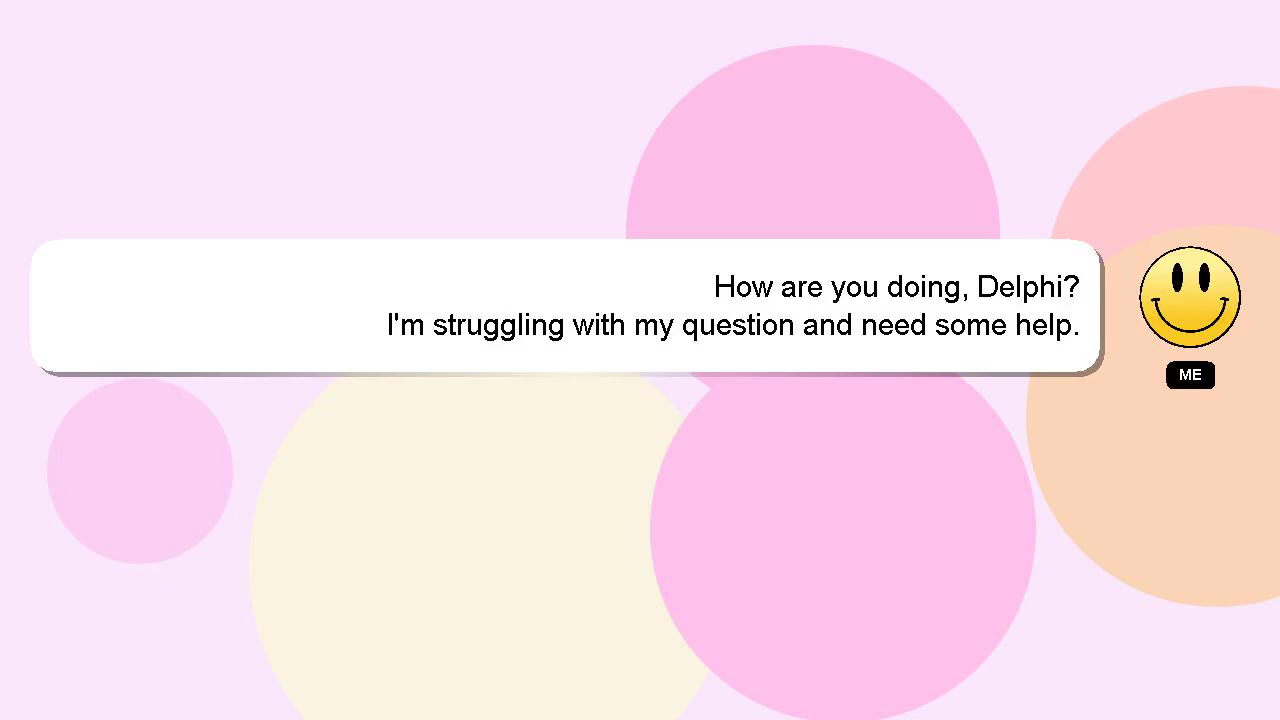 How are you doing, Delphi?
I'm struggling with my question and need some help.
ME